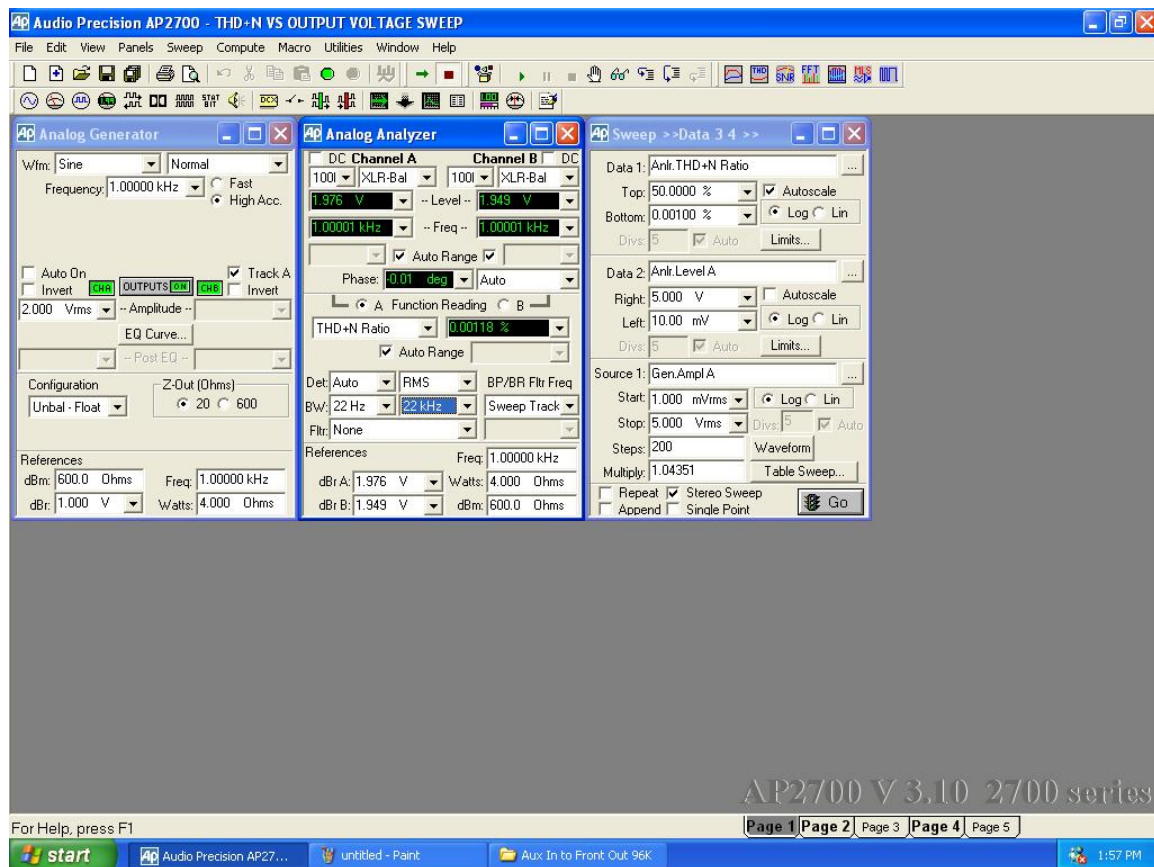 Audio Precision AP2700 - THD+N VS OUTPUT VOLTAGE SWEEP
File Edit View Panels Sweep Compute Macro Utilities Window Help
THD SNR FFT MLS
STAT DCX
Analog Generator
Wfm: Sine Normal
Frequency: 1.00000 kHz Fast
High Acc.
Auto On Track A
Invert CHA OUTPUTS ON CHB Invert
2.000 Vrms -- Amplitude --
EQ Curve...
-- Post EQ --
Configuration Z-Out (Ohms)
Unbal - Float 20 600
References
dBm: 600.0 Ohms Freq: 1.00000 kHz
dBr: 1.000 V Watts: 4.000 Ohms
Analog Analyzer
DC Channel A Channel B DC
100l XLR-Bal 100l XLR-Bal
1.976 V -- Level -- 1.949 V
1.00001 kHz -- Freq -- 1.00001 kHz
Auto Range
Phase: -0.01 deg Auto
A Function Reading B
THD+N Ratio 0.00118 %
Auto Range
Det: Auto RMS BP/BR Fltr Freq
BW: 22 Hz 22 kHz Sweep Track
Fltr: None
References Freq: 1.00000 kHz
dBr A: 1.976 V Watts: 4.000 Ohms
dBr B: 1.949 V dBm: 600.0 Ohms
Sweep >>Data 3 4 >>
Data 1: Anlr.THD+N Ratio ...
Top: 50.0000 % Autoscale
Bottom: 0.00100 % Log Lin
Divs: 5 Auto Limits...
Data 2: Anlr.Level A ...
Right: 5.000 V Autoscale
Left: 10.00 mV Log Lin
Divs: 5 Auto Limits...
Source 1: Gen.Ampl A ...
Start: 1.000 mVrms Log Lin
Stop: 5.000 Vrms Divs: 5 Auto
Steps: 200 Waveform
Multiply: 1.04351 Table Sweep...
Repeat Stereo Sweep
Append Single Point Go
AP2700 V 3.10 2700 series
For Help, press F1 Page 1 Page 2 Page 3 Page 4 Page 5
start Audio Precision AP27... untitled - Paint Aux In to Front Out 96K 1:57 PM